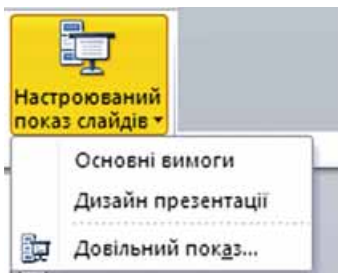 Настроюваний
показ слайдів
Основні вимоги
Дизайн презентації
Довільний показ...